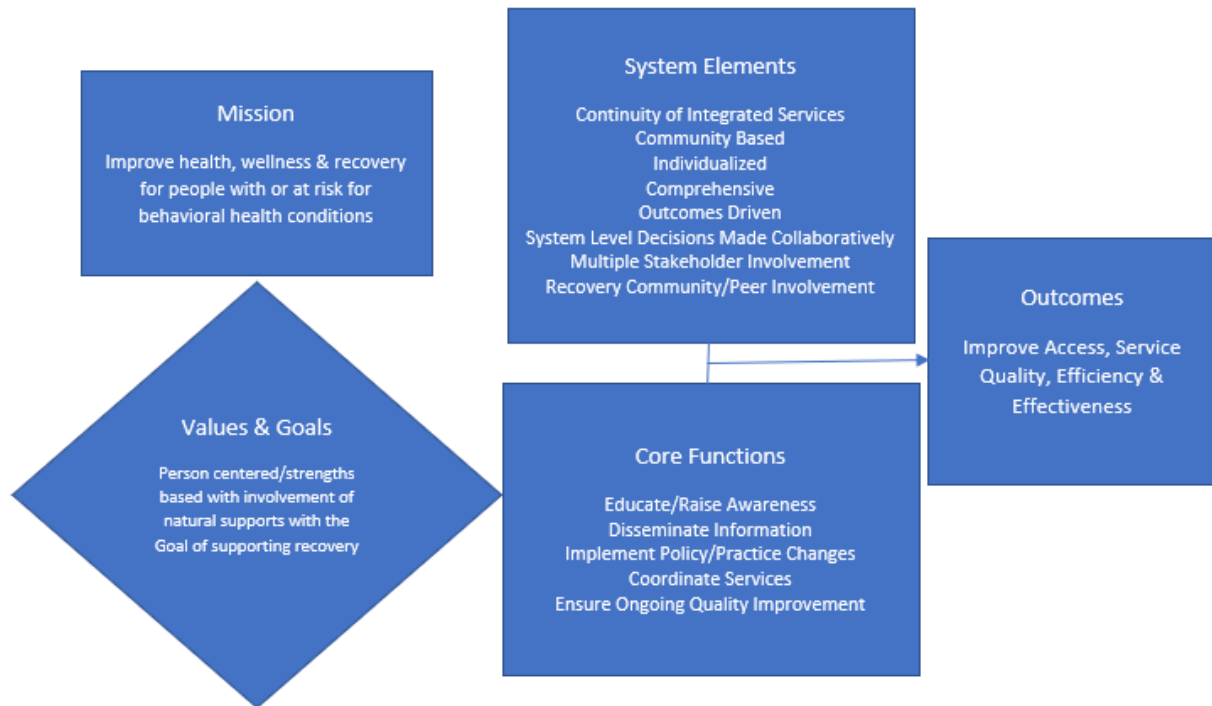 Mission
Improve health, wellness & recovery
for people with or at risk for
behavioral health conditions
Values & Goals
Person centered/strengths
based with involvement of
natural supports with the
Goal of supporting recovery
System Elements
Continuity of Integrated Services
Community Based
Individualized
Comprehensive
Outcomes Driven
System Level Decisions Made Collaboratively
Multiple Stakeholder Involvement
Recovery Community/Peer Involvement
Core Functions
Educate/Raise Awareness
Disseminate Information
Implement Policy/Practice Changes
Coordinate Services
Ensure Ongoing Quality Improvement
Outcomes
Improve Access, Service
Quality, Efficiency &
Effectiveness